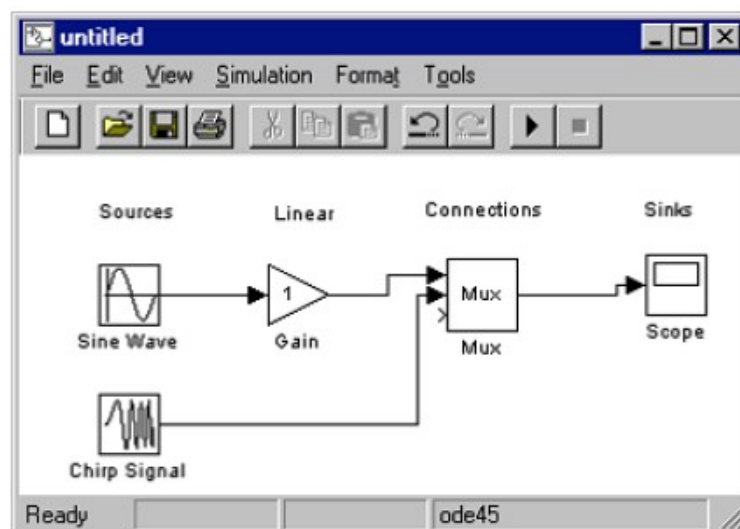 untitled
File Edit View Simulation Format Tools
Sources Linear Connections Sinks
1
Mux
Sine Wave Gain Mux Scope
Chirp Signal
Ready ode45